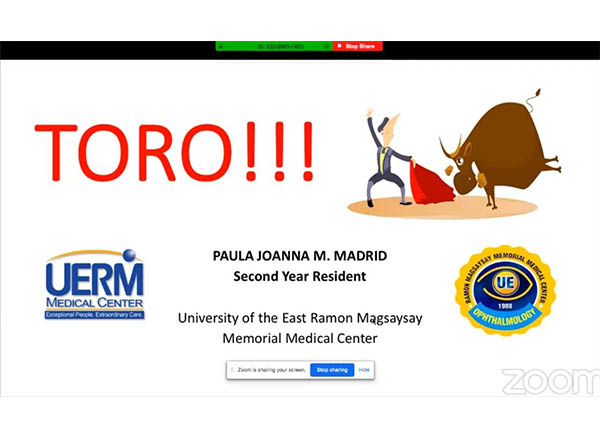 Stop Share
TORO!!!
UERM
MEDICAL CENTER
Exceptional People. Extraordinary Care.
PAULA JOANNA M. MADRID
Second Year Resident
University of the East Ramon Magsaysay
Memorial Medical Center
RAMON MAGSAYSAY MEMORIAL MEDICAL CENTER
UE
1988
OPHTHALMOLOGY
Zoom is sharing your screen.
Stop sharing
Hide
zoom